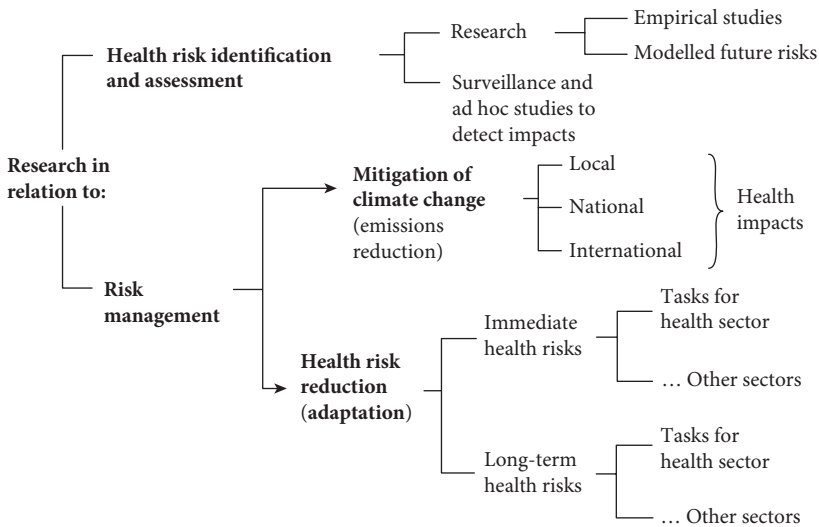 Research in
relation to:
Health risk identification
and assessment
Research
Empirical studies
Modelled future risks
Surveillance and
ad hoc studies to
detect impacts
Risk
management
Mitigation of
climate change
(emissions
reduction)
Local
National
International
Health
impacts
Health risk
reduction
(adaptation)
Immediate
health risks
Tasks for
health sector
… Other sectors
Long-term
health risks
Tasks for
health sector
… Other sectors